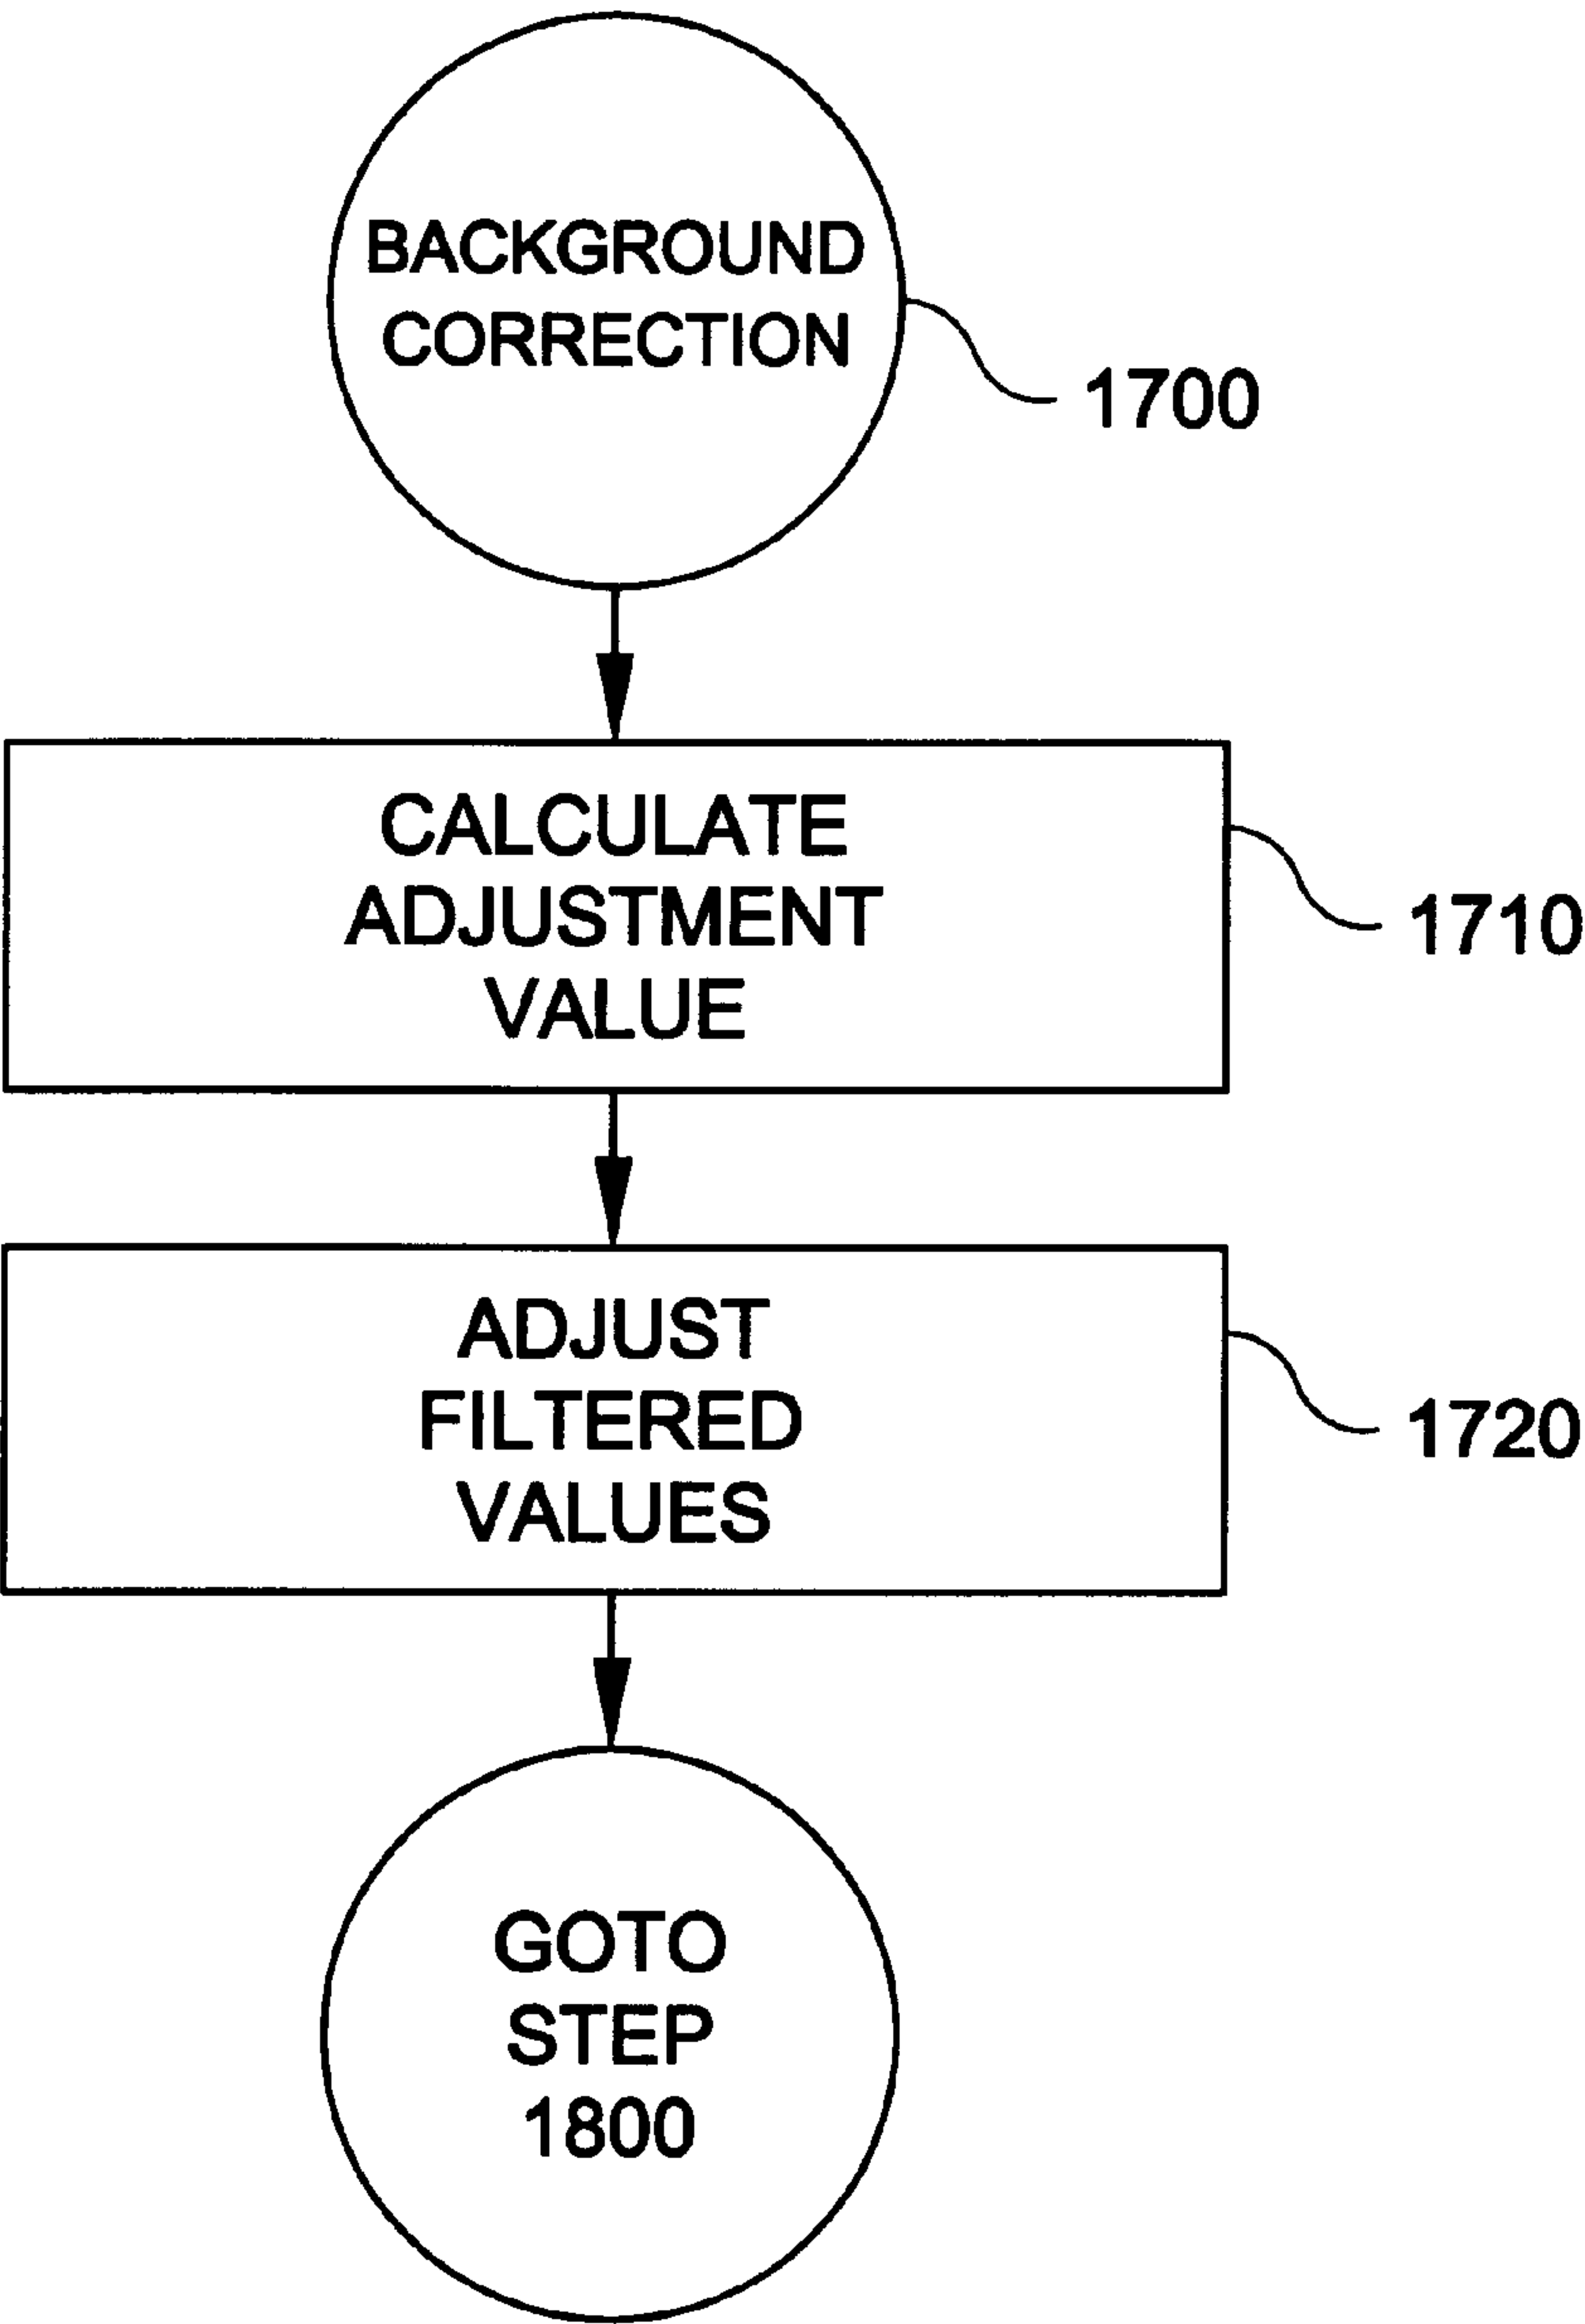 BACKGROUND
CORRECTION
1700
CALCULATE
ADJUSTMENT
VALUE
1710
ADJUST
FILTERED
VALUES
1720
GOTO
STEP
1800